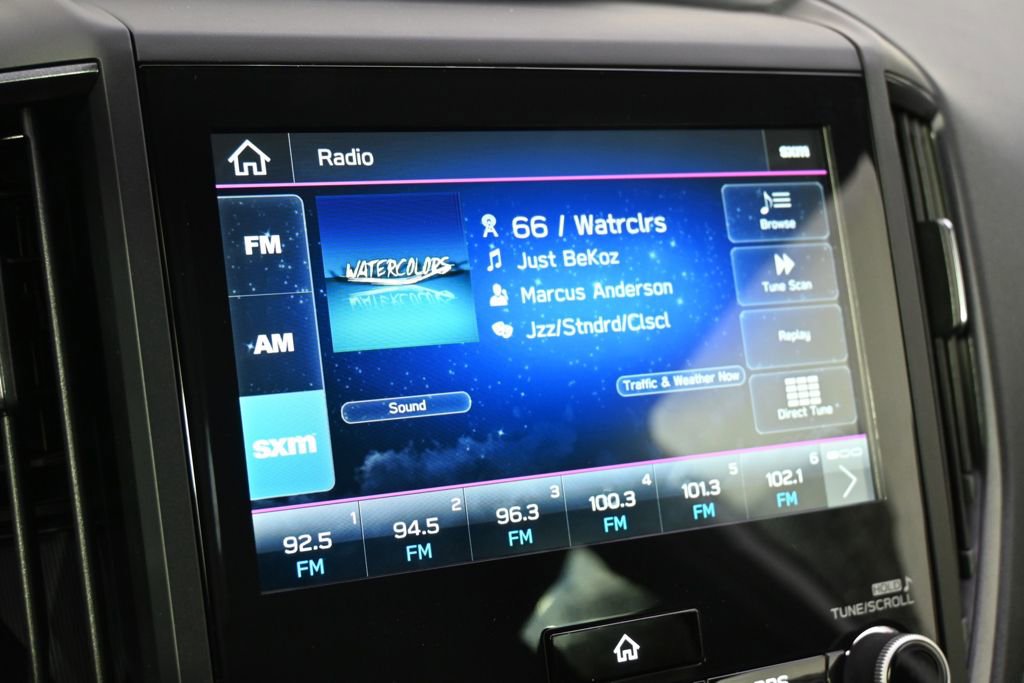 Radio
sxm
FM
AM
sxm
WATERCOLORS
66 / Watrclrs
Just BeKoz
Marcus Anderson
Jzz/Stndrd/Clscl
Browse
Tune Scan
Replay
Direct Tune
Sound
Traffic & Weather Now
1
92.5
FM
2
94.5
FM
3
96.3
FM
4
100.3
FM
5
101.3
FM
6
102.1
FM
HOLD
TUNE/SCROLL